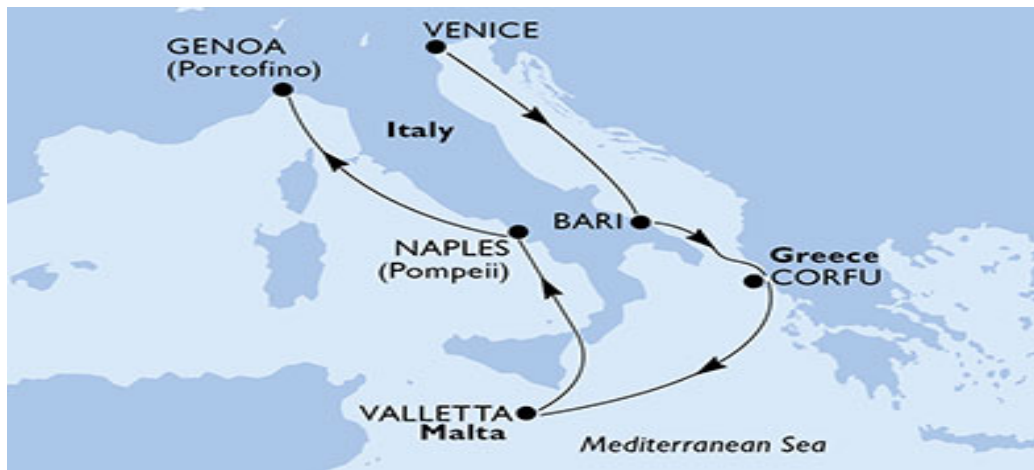 VENICE
GENOA
(Portofino)
Italy
BARI
NAPLES
(Pompeii)
Greece
CORFU
VALLETTA
Malta
Mediterranean Sea